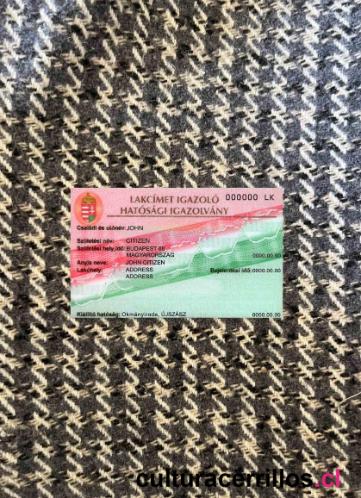 LAKCÍMET IGAZOLÓ 000000 LK
HATÓSÁGI IGAZOLVÁNY
Családi és utónév: JOHN
Születési név: CITIZEN
Születési hely, idő: BUDAPEST 08
MAGYARORSZÁG 0000.00.00
Anyja neve: JOHN CITIZEN
Lakóhely: ADDRESS Bejelentési idő: 0000.00.00
ADDRESS
Kiállító hatóság: Okmányiroda, ÚJSZÁSZ 0000.00.00
culturacerrillos.cl